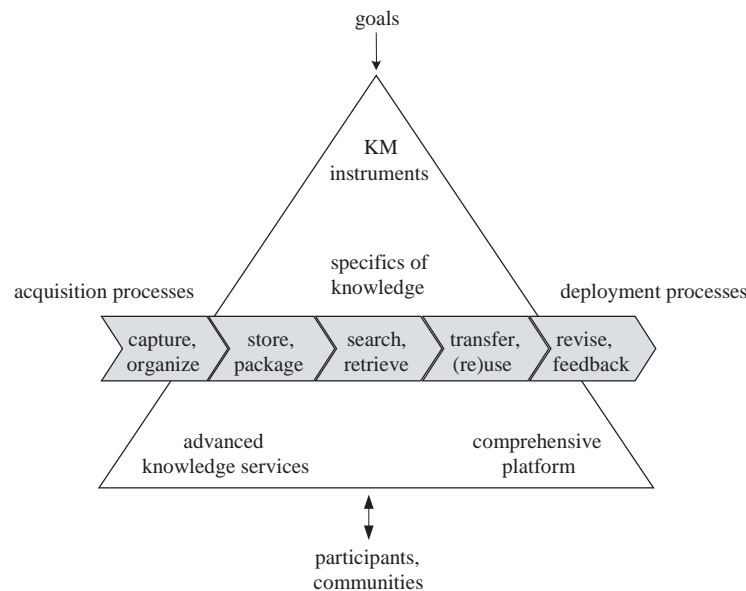 goals
KM
instruments
specifics of
knowledge
acquisition processes
deployment processes
capture,
organize
store,
package
search,
retrieve
transfer,
(re)use
revise,
feedback
advanced
knowledge services
comprehensive
platform
participants,
communities